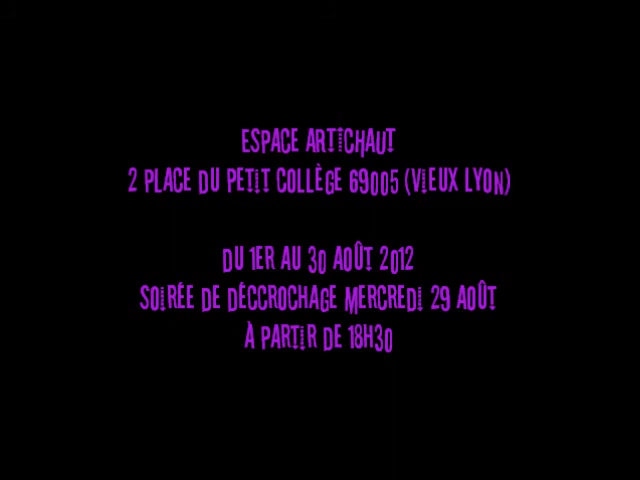 ESPACE ARTICHAUT
2 PLACE DU PETIT COLLÈGE 69005 (VIEUX LYON)
DU 1ER AU 30 AOÛT 2012
SOIRÉE DE DÉCCROCHAGE MERCREDI 29 AOÛT
À PARTIR DE 18H30